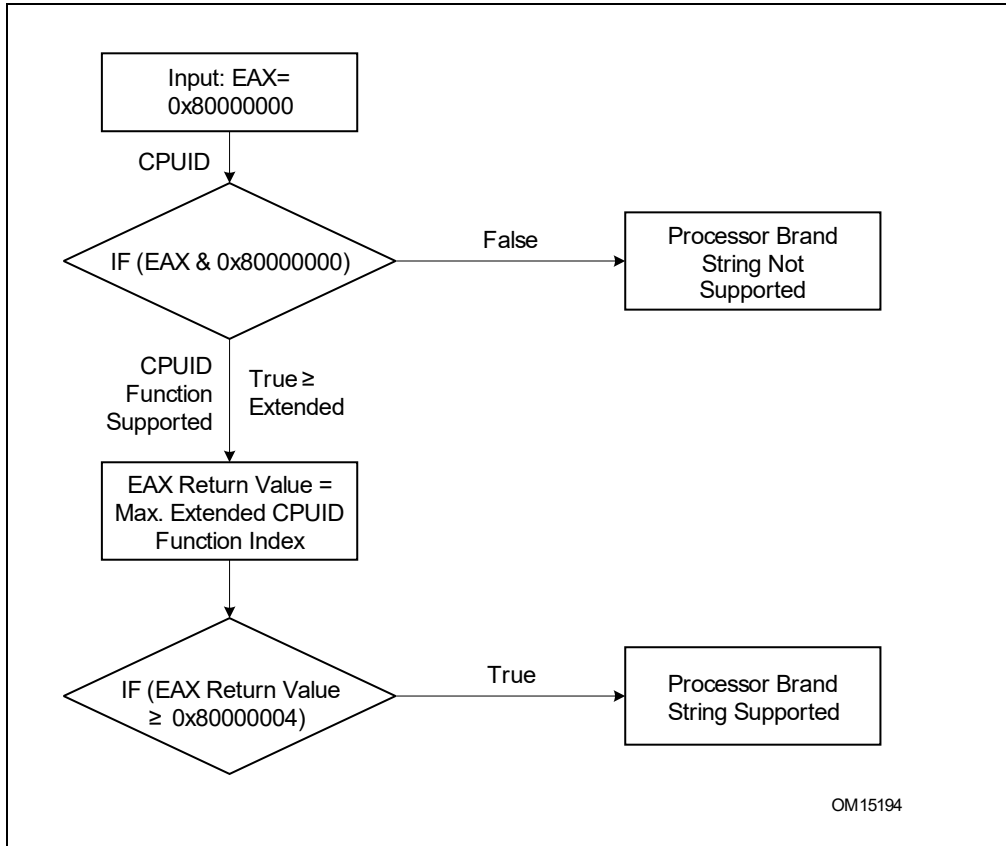 Input: EAX=
0x80000000
CPUID
IF (EAX & 0x80000000)
False
Processor Brand
String Not
Supported
CPUID
Function
Supported
True ≥
Extended
EAX Return Value =
Max. Extended CPUID
Function Index
IF (EAX Return Value
≥ 0x80000004)
True
Processor Brand
String Supported
OM15194